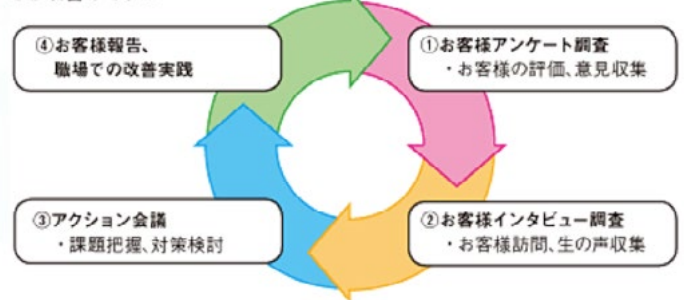 ①お客様アンケート調査
・お客様の評価、意見収集
②お客様インタビュー調査
・お客様訪問、生の声収集
③アクション会議
・課題把握、対策検討
④お客様報告、
職場での改善実践